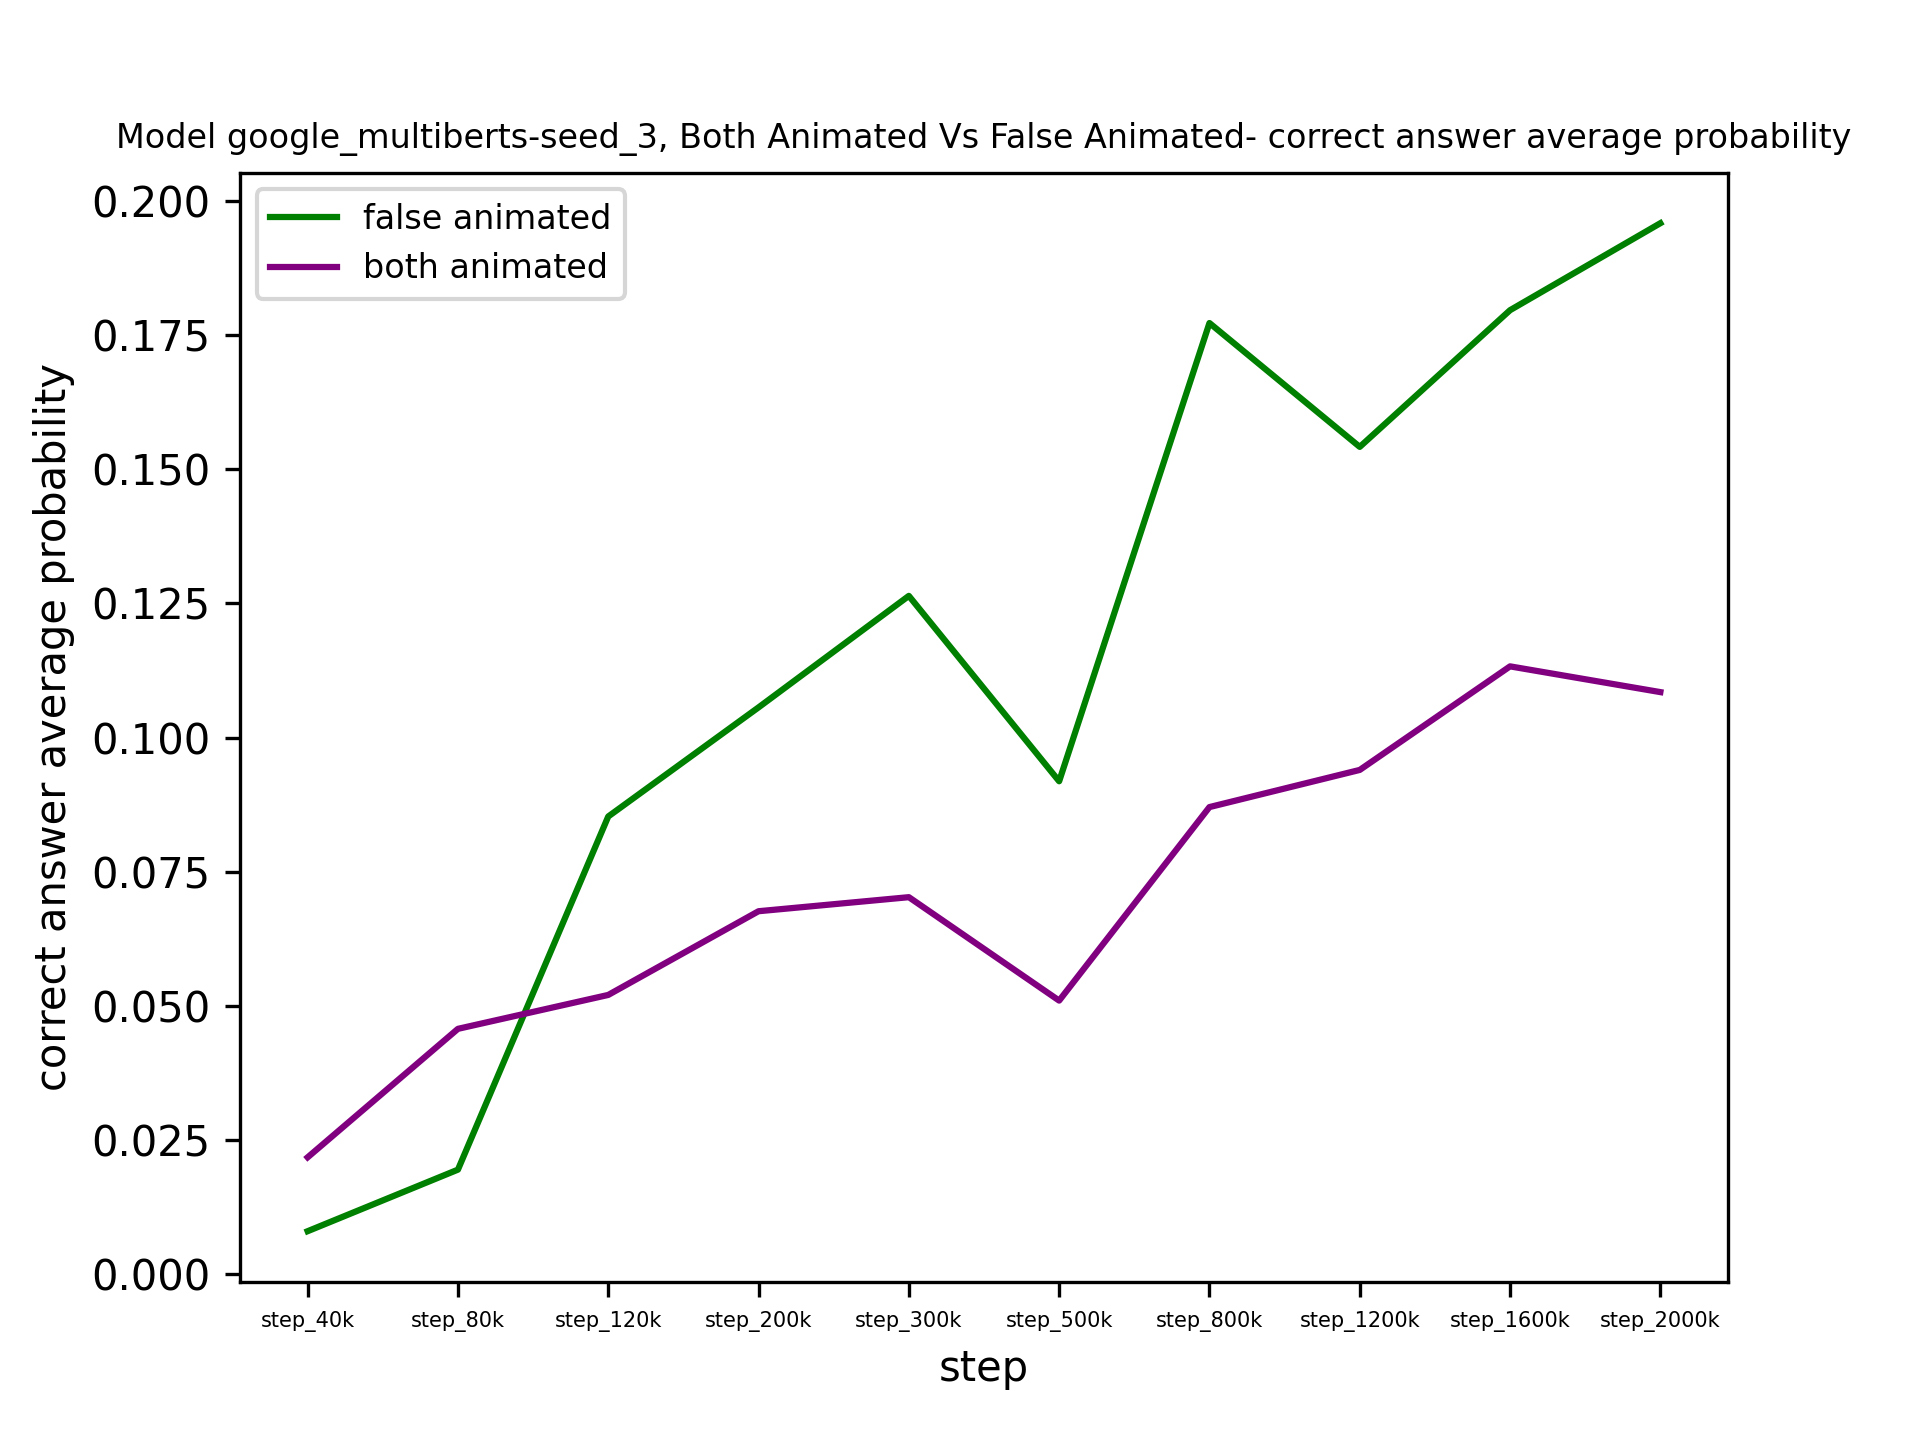 Model google_multiberts-seed_3, Both Animated Vs False Animated- correct answer average probability
false animated
both animated
correct answer average probability
0.200
0.175
0.150
0.125
0.100
0.075
0.050
0.025
0.000
step_40k step_80k step_120k step_200k step_300k step_500k step_800k step_1200k step_1600k step_2000k
step